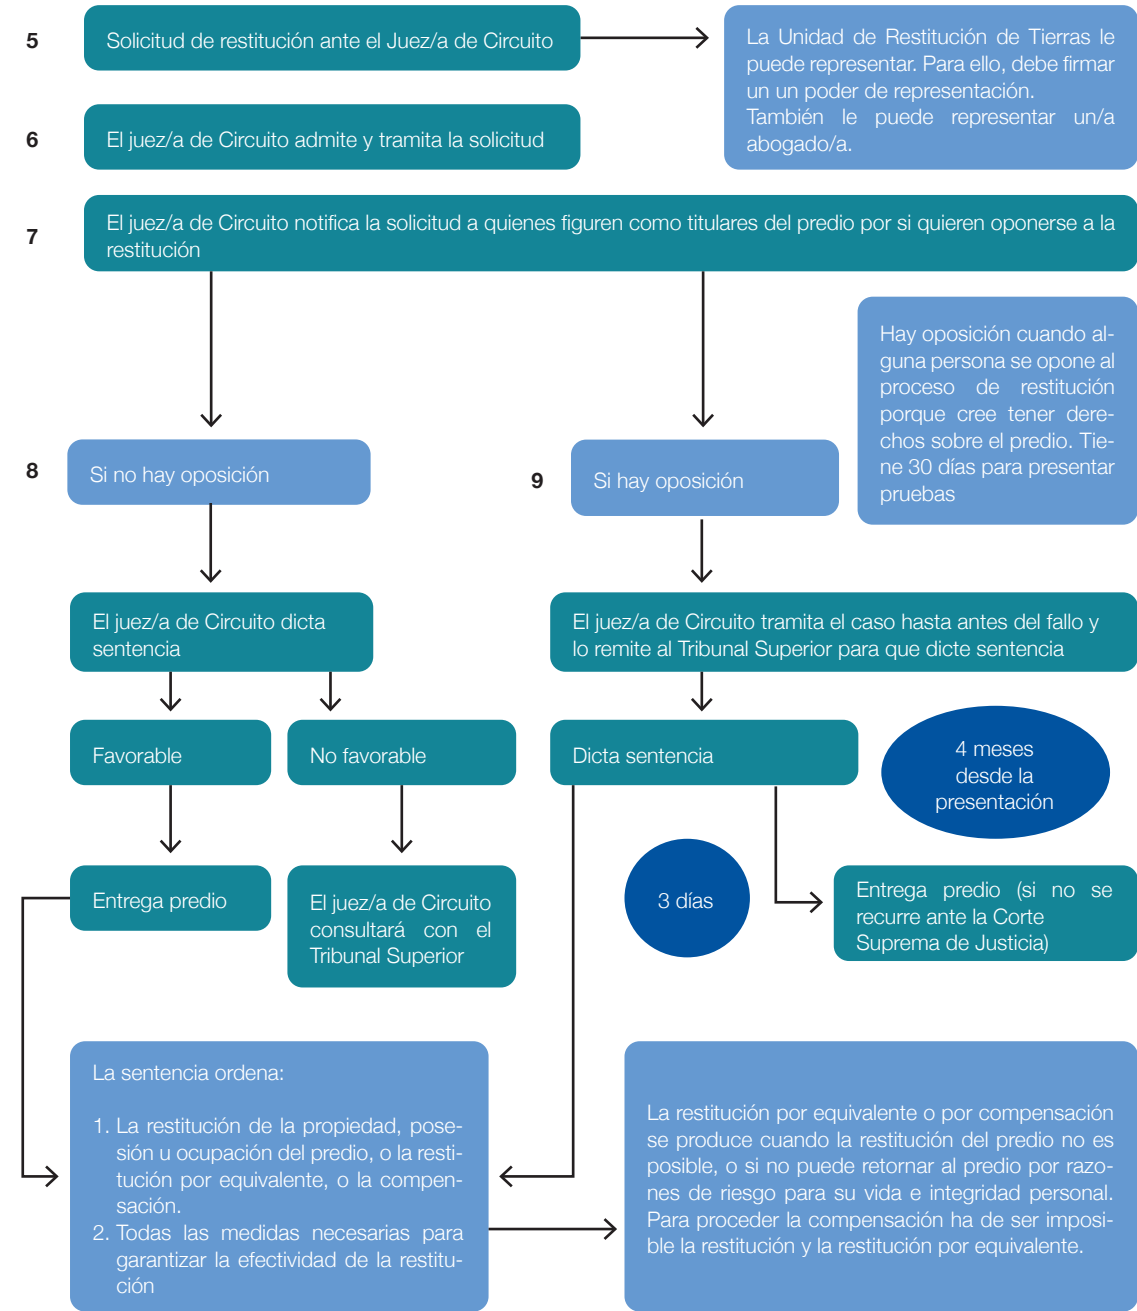 5
Solicitud de restitución ante el Juez/a de Circuito
La Unidad de Restitución de Tierras le
puede representar. Para ello, debe firmar
un un poder de representación.
También le puede representar un/a
abogado/a.
6
El juez/a de Circuito admite y tramita la solicitud
7
El juez/a de Circuito notifica la solicitud a quienes figuren como titulares del predio por si quieren oponerse a la
restitución
Hay oposición cuando al-
guna persona se opone al
proceso de restitución
porque cree tener dere-
chos sobre el predio. Tie-
ne 30 días para presentar
pruebas
8
Si no hay oposición
9
Si hay oposición
El juez/a de Circuito dicta
sentencia
El juez/a de Circuito tramita el caso hasta antes del fallo y
lo remite al Tribunal Superior para que dicte sentencia
Favorable
No favorable
Dicta sentencia
4 meses
desde la
presentación
Entrega predio
El juez/a de Circuito
consultará con el
Tribunal Superior
3 días
Entrega predio (si no se
recurre ante la Corte
Suprema de Justicia)
La sentencia ordena:
1. La restitución de la propiedad, pose-
sión u ocupación del predio, o la resti-
tución por equivalente, o la compen-
sación.
2. Todas las medidas necesarias para
garantizar la efectividad de la restitu-
ción
La restitución por equivalente o por compensación
se produce cuando la restitución del predio no es
posible, o si no puede retornar al predio por razo-
nes de riesgo para su vida e integridad personal.
Para proceder la compensación ha de ser imposi-
ble la restitución y la restitución por equivalente.